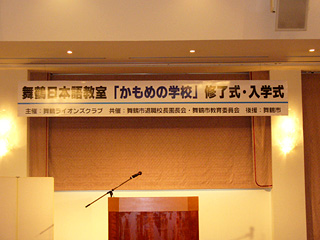 舞鶴日本語教室「かもめの学校」修了式・入学式
主催：舞鶴ライオンズクラブ 共催：舞鶴市退職校長園長会・舞鶴市教育委員会 後援：舞鶴市